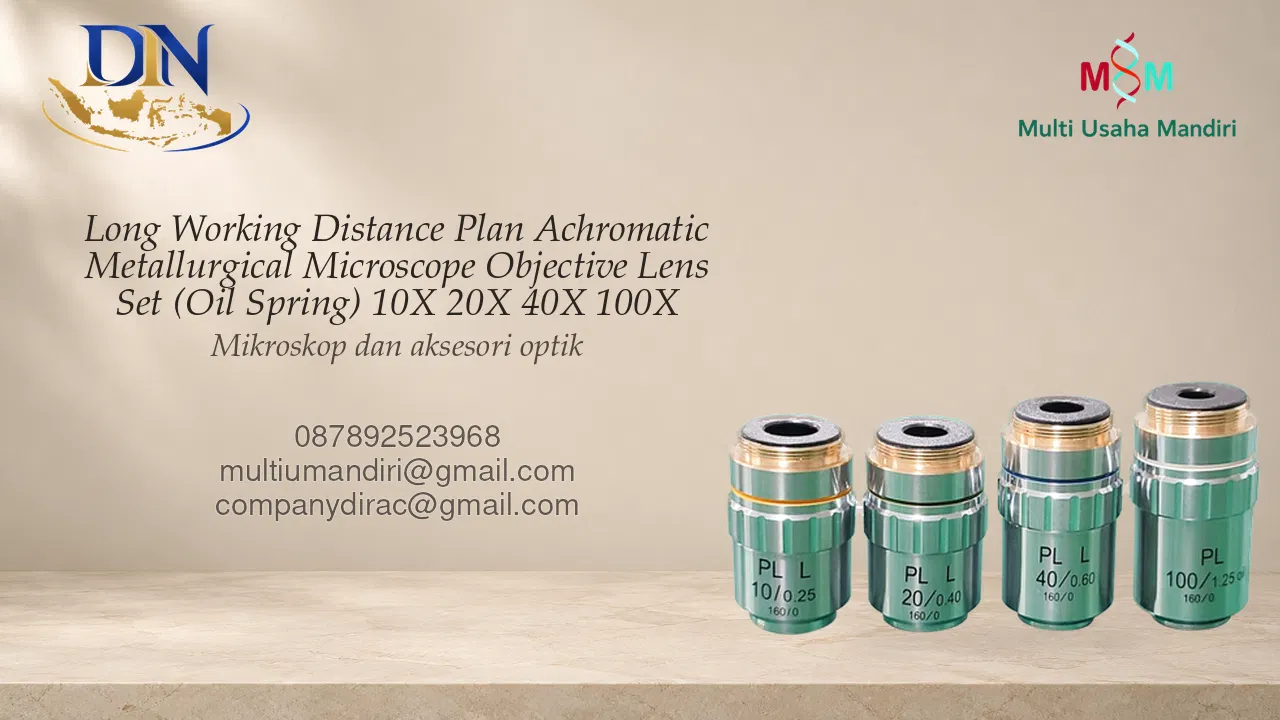 DIN
M M
Multi Usaha Mandiri
Long Working Distance Plan Achromatic
Metallurgical Microscope Objective Lens
Set (Oil Spring) 10X 20X 40X 100X
Mikroskop dan aksesori optik
087892523968
multiumandiri@gmail.com
companydirac@gmail.com
PL L
10/0.25
160/0
PL L
20/0.40
160/0
PL L
40/0.60
160/0
PL
100/1.25
160/0